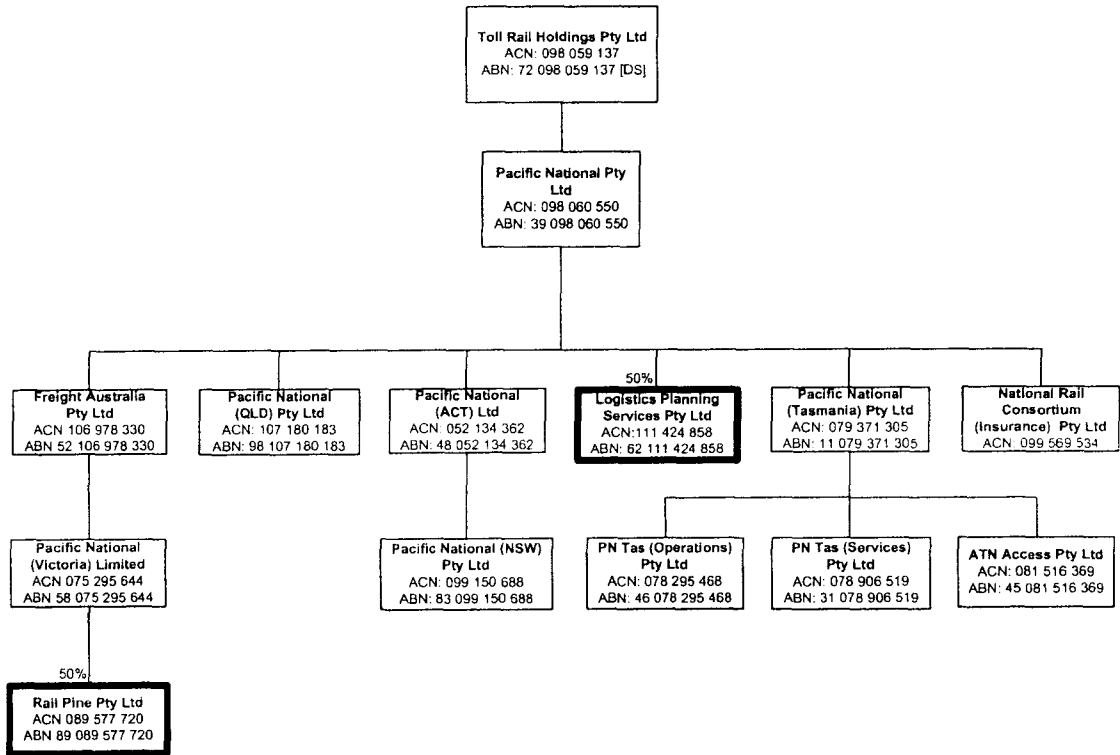 Toll Rail Holdings Pty Ltd
ACN: 098 059 137
ABN: 72 098 059 137 [DS]
Pacific National Pty
Ltd
ACN: 098 060 550
ABN: 39 098 060 550
Freight Australia
Pty Ltd
ACN 106 978 330
ABN 52 106 978 330
Pacific National
(QLD) Pty Ltd
ACN: 107 180 183
ABN: 98 107 180 183
Pacific National
(ACT) Ltd
ACN: 052 134 362
ABN: 48 052 134 362
50%
Logistics Planning
Services Pty Ltd
ACN:111 424 858
ABN: 62 111 424 858
Pacific National
(Tasmania) Pty Ltd
ACN: 079 371 305
ABN: 11 079 371 305
National Rail
Consortium
(Insurance) Pty Ltd
ACN: 099 569 534
Pacific National
(Victoria) Limited
ACN 075 295 644
ABN 58 075 295 644
Pacific National (NSW)
Pty Ltd
ACN: 099 150 688
ABN: 83 099 150 688
PN Tas (Operations)
Pty Ltd
ACN: 078 295 468
ABN: 46 078 295 468
PN Tas (Services)
Pty Ltd
ACN: 078 906 519
ABN: 31 078 906 519
ATN Access Pty Ltd
ACN: 081 516 369
ABN: 45 081 516 369
50%
Rail Pine Pty Ltd
ACN 089 577 720
ABN 89 089 577 720